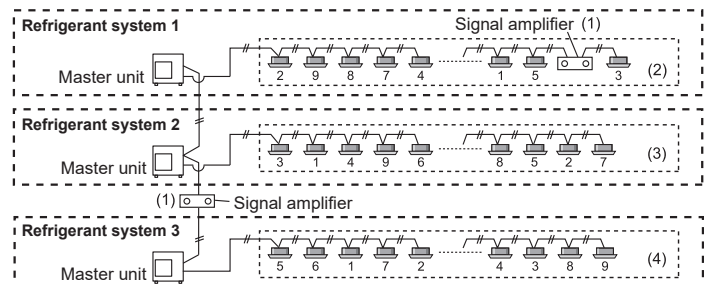 Refrigerant system 1
Signal amplifier (1)
Master unit
2 9 8 7 4 1 5 3
(2)
Refrigerant system 2
Master unit
3 1 4 9 6 8 5 2 7
(3)
(1) Signal amplifier
Refrigerant system 3
Master unit
5 6 1 7 2 4 3 8 9
(4)